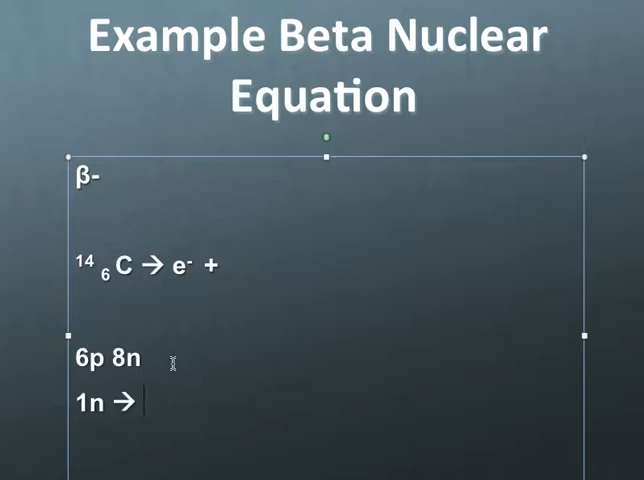 Example Beta Nuclear
Equation
β-
¹⁴ ₆ C → e⁻ +
6p 8n
1n →